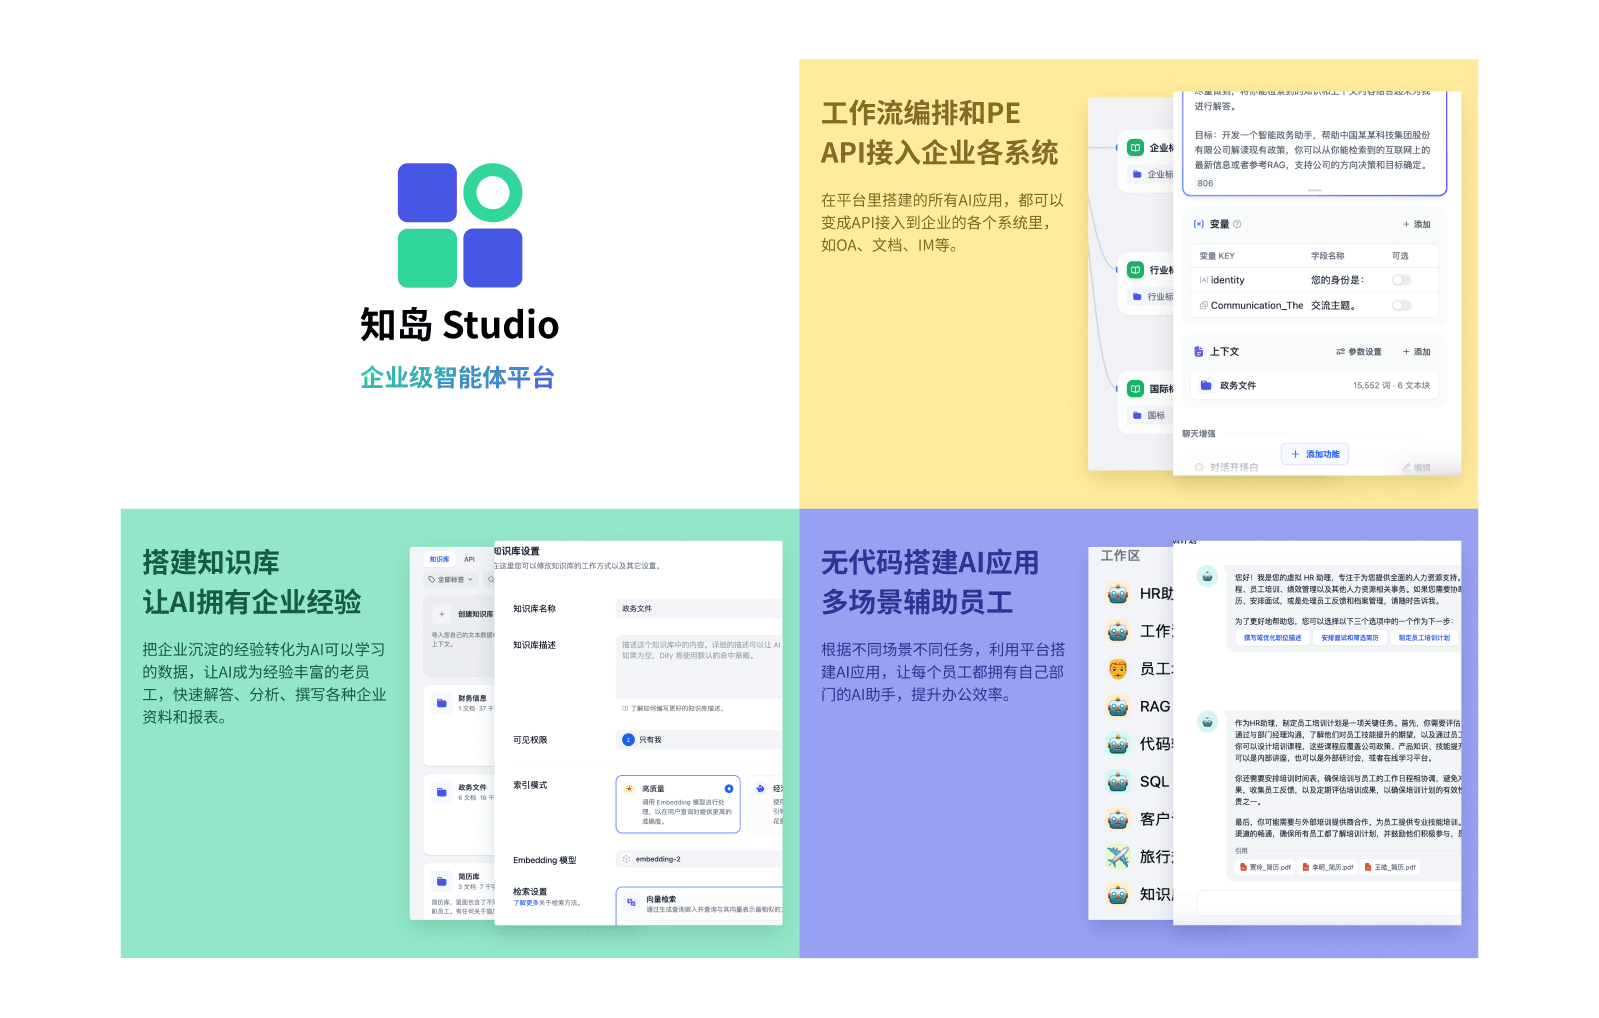 知岛 Studio
企业级智能体平台
工作流编排和PE
API接入企业各系统
在平台里搭建的所有AI应用，都可以
变成API接入到企业的各个系统里，
如OA、文档、IM等。
企业标
企业标
行业标
行业标
国际标
国标
进行解答。
目标：开发一个智能政务助手，帮助中国某某科技集团股份
有限公司解读现有政策，你可以从你能检索到的互联网上的
最新信息或者参考RAG，支持公司的方向决策和目标确定。
806
变量
+ 添加
变量 KEY 字段名称 可选
identity 您的身份是：
Communication_The 交流主题。
上下文 参数设置 + 添加
政务文件 15,552 词 · 6 文本块
聊天增强
+ 添加功能
对话开场白 编辑
搭建知识库
让AI拥有企业经验
把企业沉淀的经验转化为AI可以学习
的数据，让AI成为经验丰富的老员
工，快速解答、分析、撰写各种企业
资料和报表。
知识库 API
全部标签
+ 创建知识库
导入您自己的文本数据
上下文。
财务信息
1 文档 · 37 千
政务文件
6 文档 · 16 千
简历库
3 文档 · 7 千字
简历库，里面包含了不
职员工。有任何关于简
知识库设置
在这里您可以修改知识库的工作方式以及其它设置。
知识库名称 政务文件
知识库描述
描述这个知识库中的内容。详细的描述可以让 AI
如果为空，Dify 将使用默认的命中策略。
了解如何编写更好的知识库描述。
可见权限 只有我
索引模式
高质量
调用 Embedding 模型进行处
理，以在用户查询时提供更高的
准确度。
经
使用
引
花
Embedding 模型 embedding-2
检索设置
了解更多关于检索方法。
向量检索
通过生成查询嵌入并查询与其向量表示最相似的
无代码搭建AI应用
多场景辅助员工
根据不同场景不同任务，利用平台搭
建AI应用，让每个员工都拥有自己部
门的AI助手，提升办公效率。
工作区
HR助
工作
员工
RAG
代码
SQL
客户
旅行
知识
您好！我是您的虚拟 HR 助理，专注于为您提供全面的人力资源支持。
程、员工培训、绩效管理以及其他人力资源相关事务。如果您需要协
历、安排面试，或是处理员工反馈和档案管理，请随时告诉我。
为了更好地帮助您，您可以选择以下三个选项中的一个作为下一步：
撰写或优化职位描述 安排面试和筛选简历 制定员工培训计划
作为HR助理，制定员工培训计划是一项关键任务。首先，你需要评估
通过与部门经理沟通，了解他们对员工技能提升的期望，以及通过员工
你可以设计培训课程，这些课程应覆盖公司政策、产品知识、技能提
可以是内部讲座，也可以是外部研讨会，或者在线学习平台。
你还需要安排培训时间表，确保培训与员工的工作日程相协调，避免
果，收集员工反馈，以及定期评估培训成果，以确保培训计划的有效性
责之一。
最后，你可能需要与外部培训提供商合作，为员工提供专业技能培训。
渠道的畅通，确保所有员工都了解培训计划，并鼓励他们积极参与，
引用
贾玲_简历.pdf 李明_简历.pdf 王皓_简历.pdf